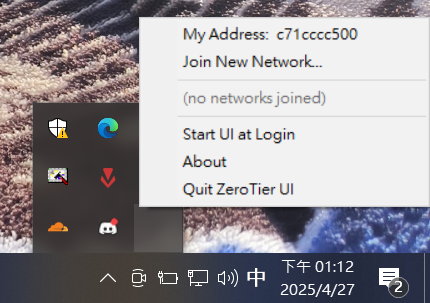 My Address: c71cccc500
Join New Network...
(no networks joined)
Start UI at Login
About
Quit ZeroTier UI
中
下午 01:12
2025/4/27
2